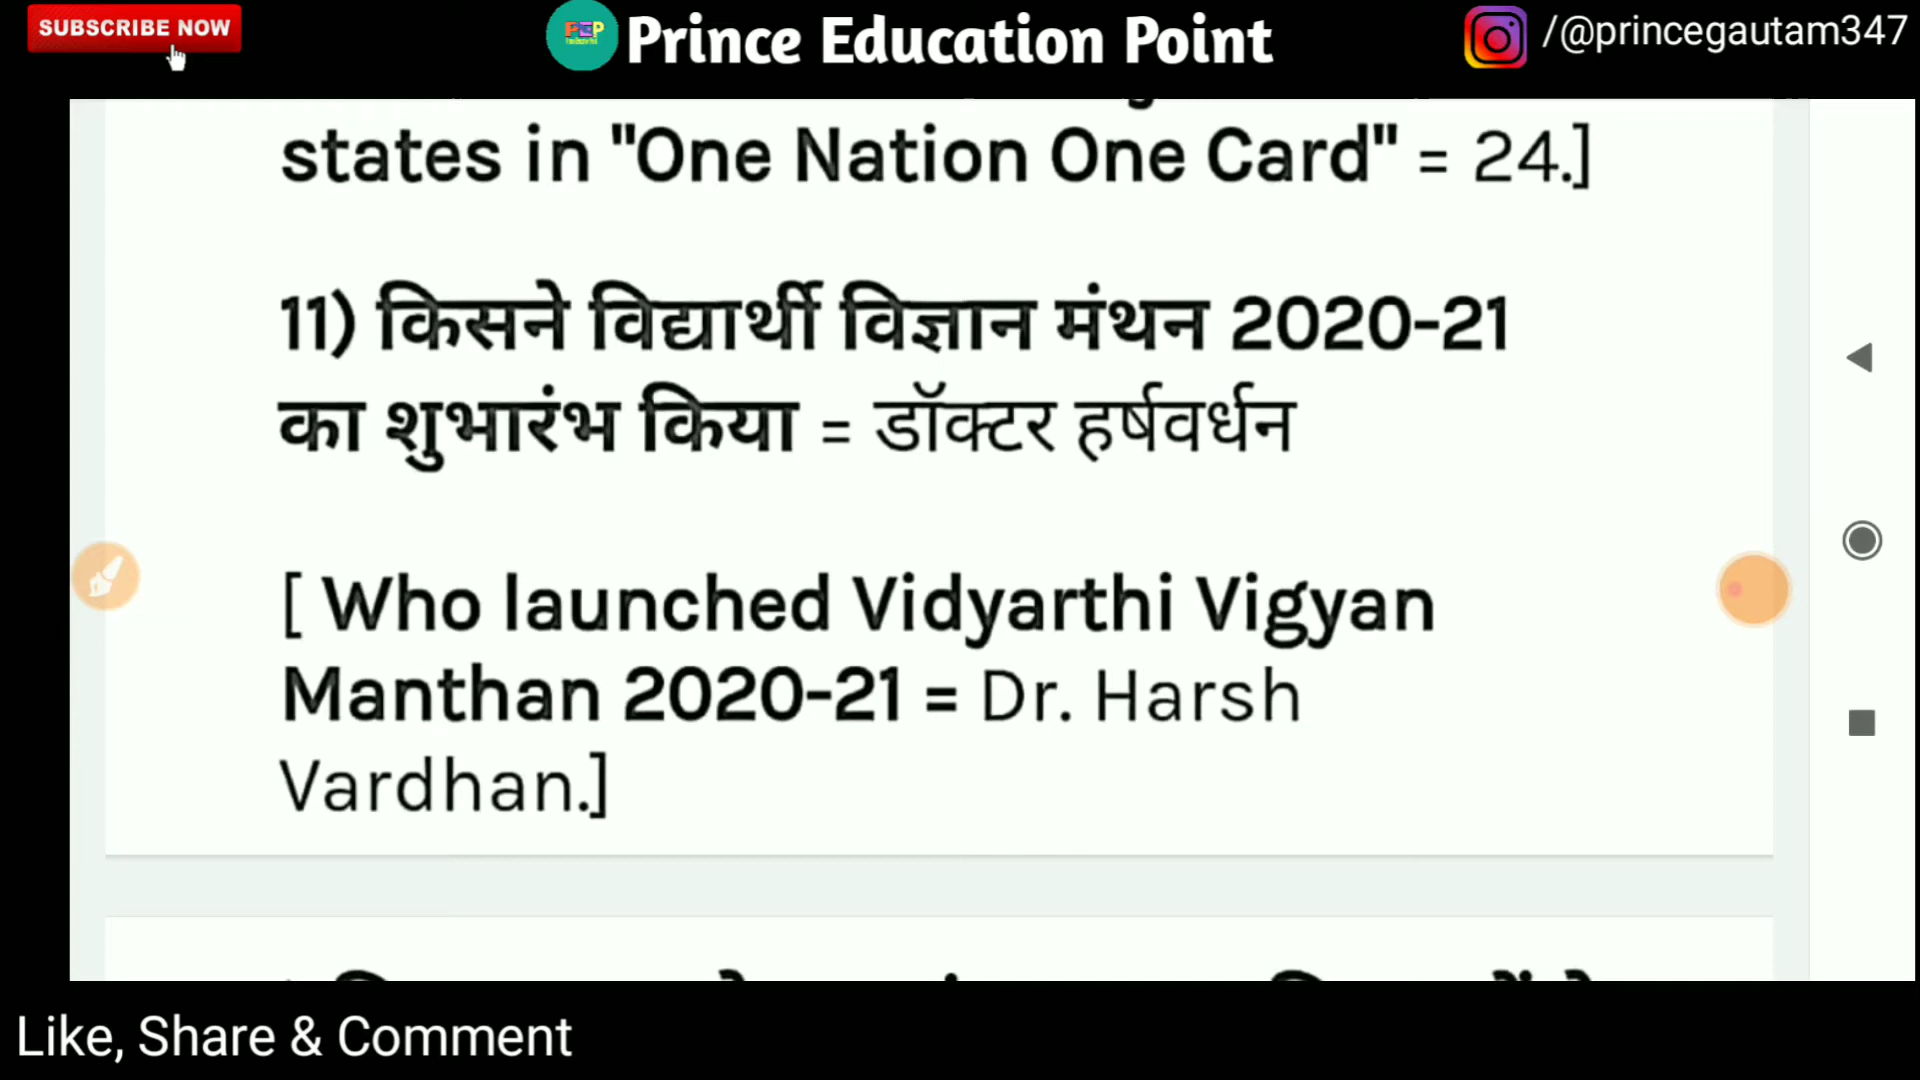 SUBSCRIBE NOW
PEP
Prince Education Point
/@princegautam347
states in "One Nation One Card" = 24.]
11) किसने विद्यार्थी विज्ञान मंथन 2020-21
का शुभारंभ किया = डॉक्टर हर्षवर्धन
[ Who launched Vidyarthi Vigyan
Manthan 2020-21 = Dr. Harsh
Vardhan.]
Like, Share & Comment